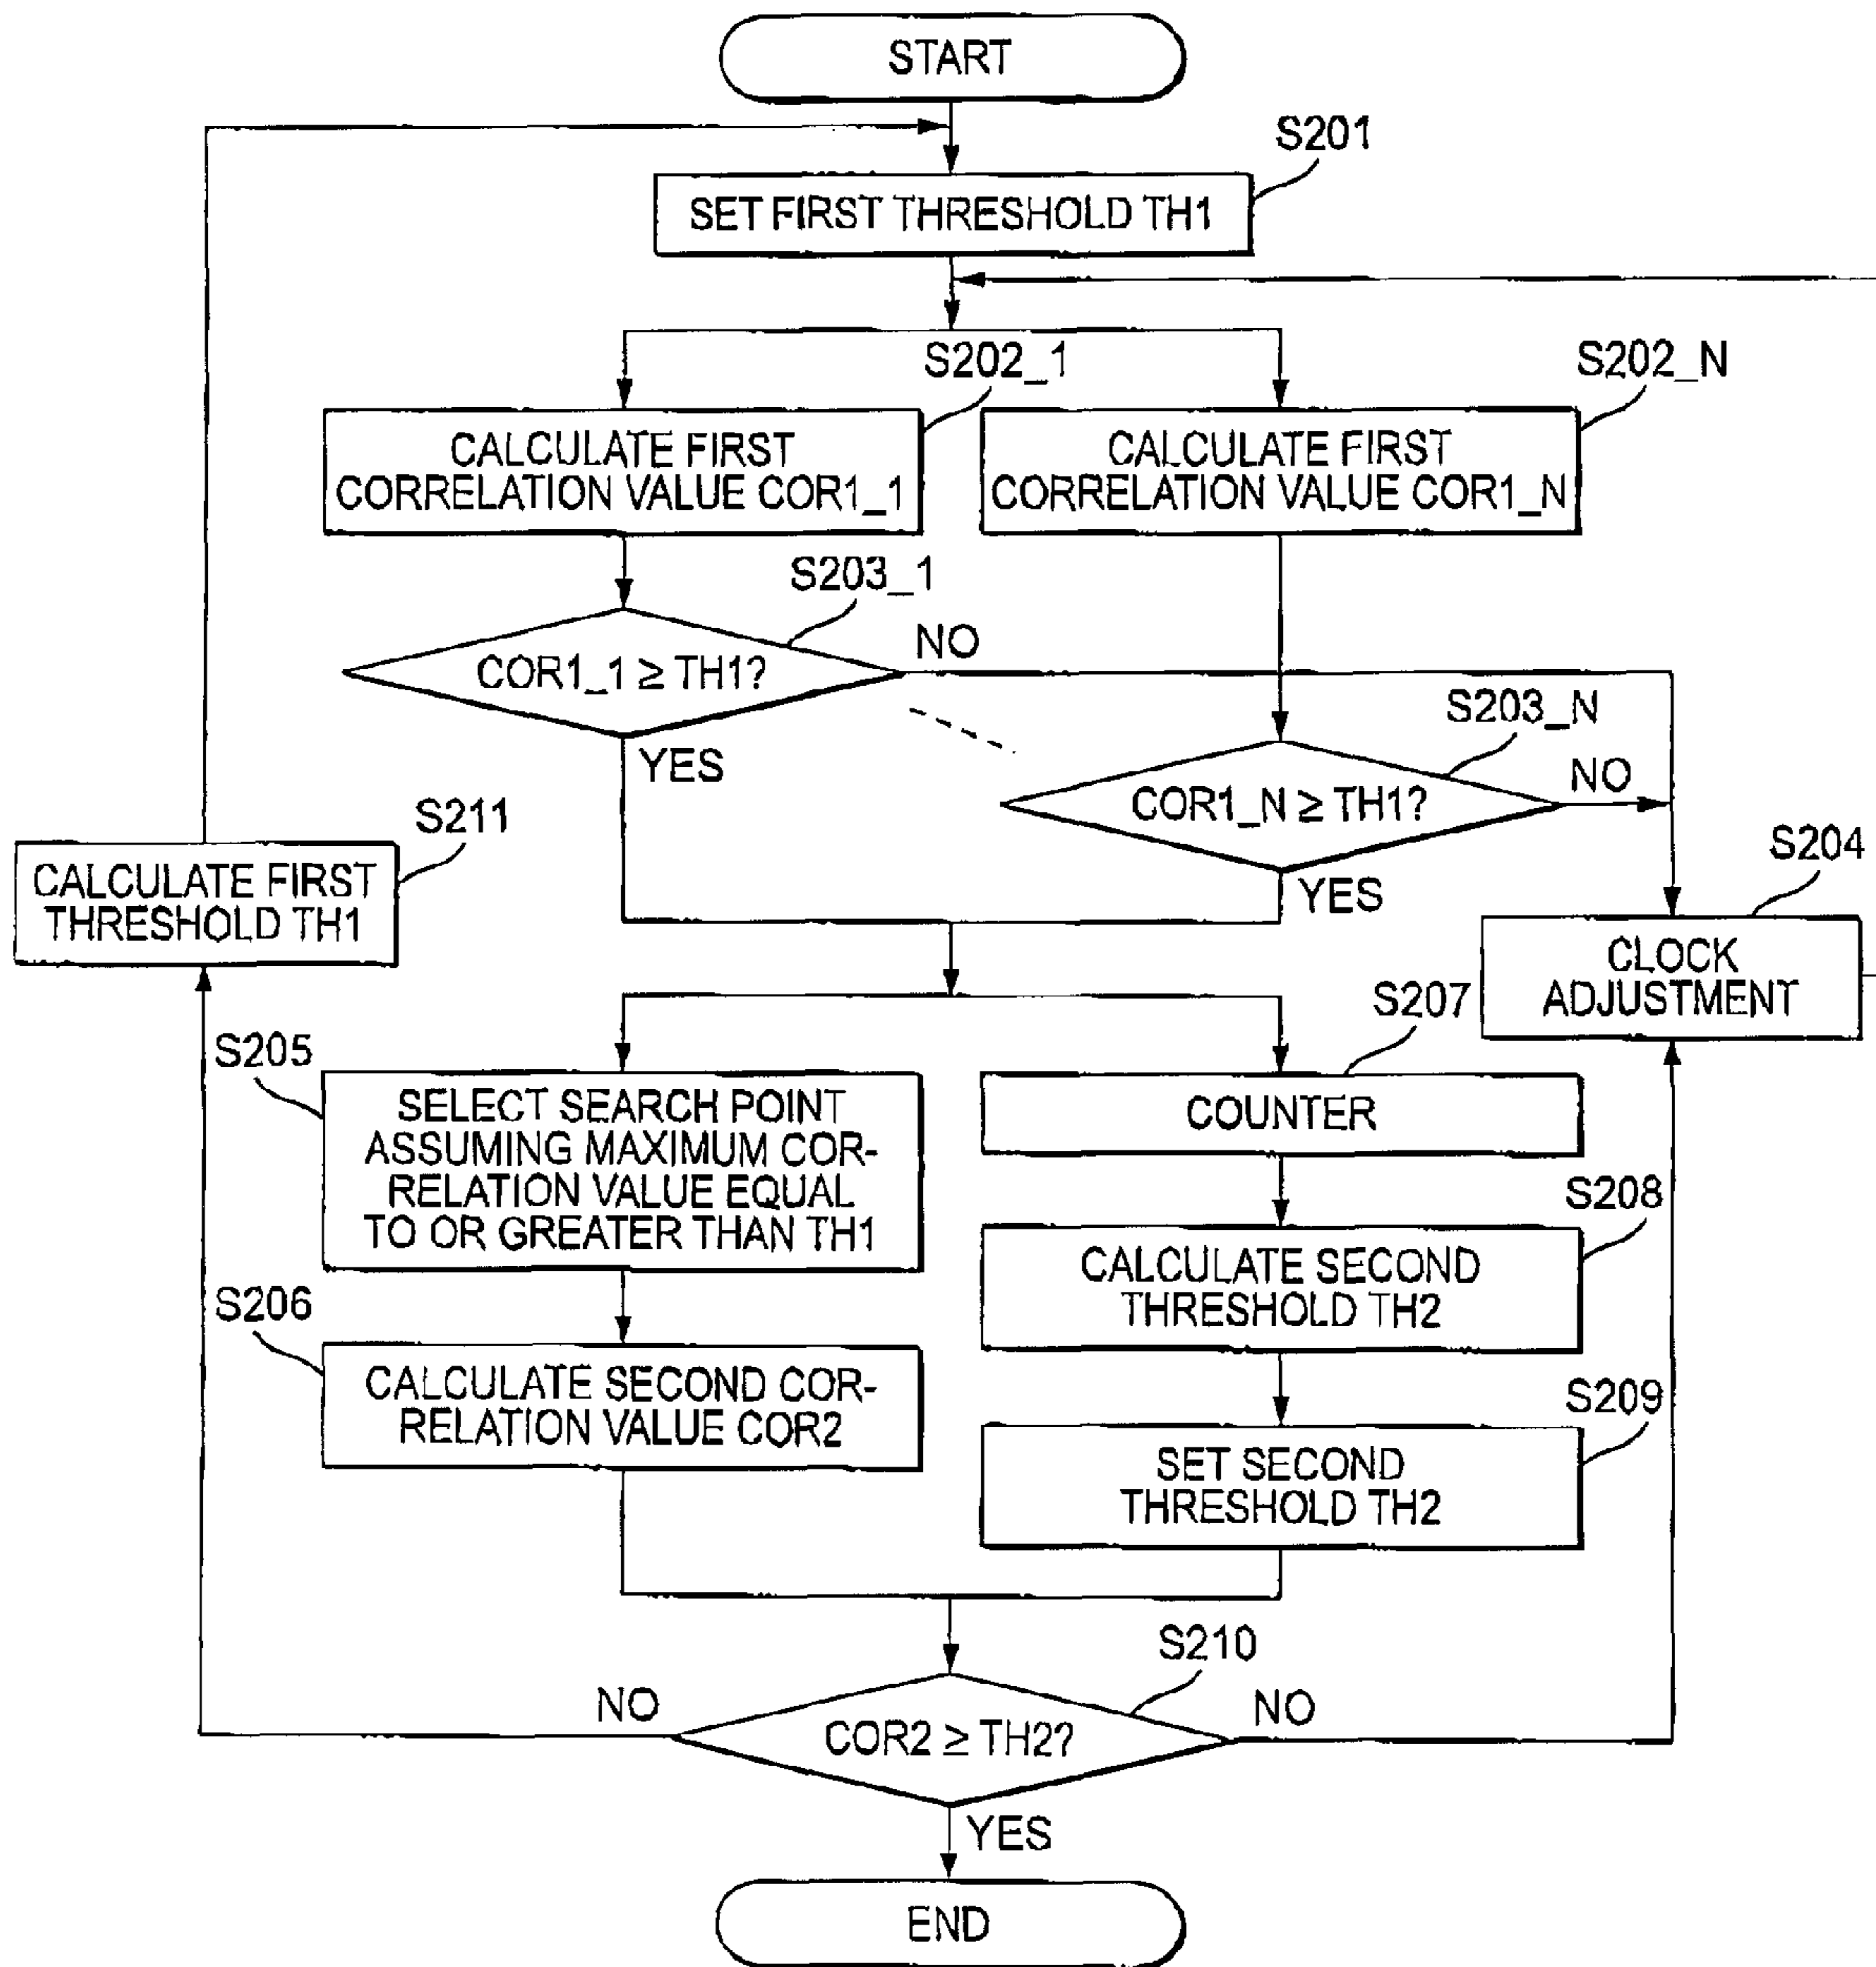 START
S201
SET FIRST THRESHOLD TH1
S202_1
S202_N
CALCULATE FIRST
CORRELATION VALUE COR1_1
CALCULATE FIRST
CORRELATION VALUE COR1_N
S203_1
COR1_1 ≥ TH1?
NO
YES
S203_N
COR1_N ≥ TH1?
NO
YES
S211
CALCULATE FIRST
THRESHOLD TH1
S204
CLOCK
ADJUSTMENT
S205
SELECT SEARCH POINT
ASSUMING MAXIMUM COR-
RELATION VALUE EQUAL
TO OR GREATER THAN TH1
S207
COUNTER
S208
CALCULATE SECOND
THRESHOLD TH2
S206
CALCULATE SECOND COR-
RELATION VALUE COR2
S209
SET SECOND
THRESHOLD TH2
S210
NO
COR2 ≥ TH2?
NO
YES
END